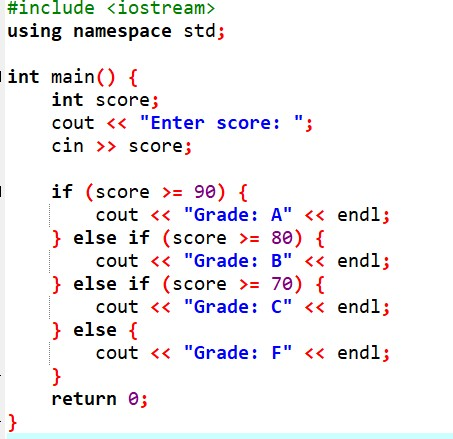 #include <iostream>
using namespace std;

int main() {
    int score;
    cout << "Enter score: ";
    cin >> score;

    if (score >= 90) {
        cout << "Grade: A" << endl;
    } else if (score >= 80) {
        cout << "Grade: B" << endl;
    } else if (score >= 70) {
        cout << "Grade: C" << endl;
    } else {
        cout << "Grade: F" << endl;
    }
    return 0;
}